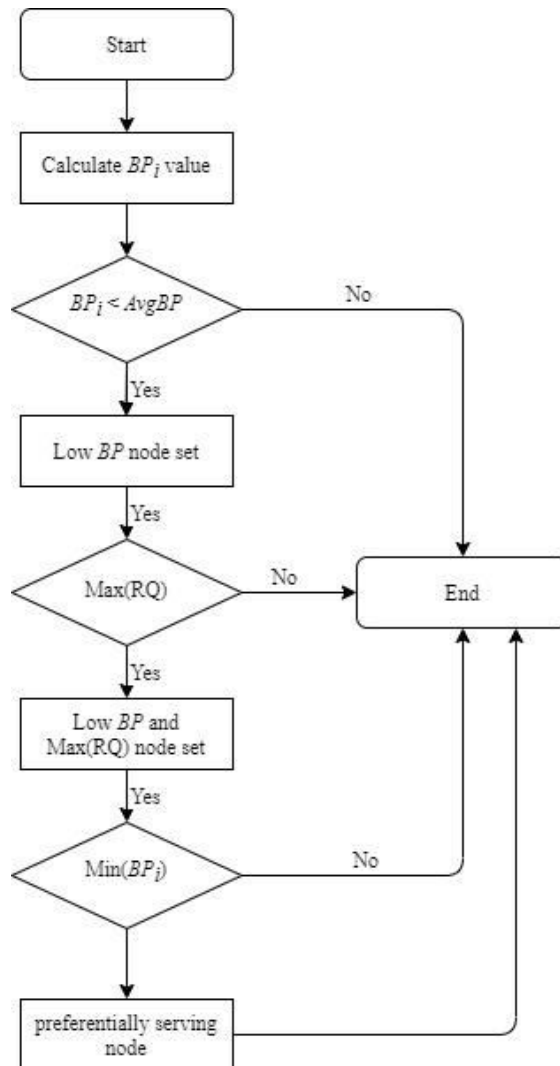 Start
Calculate BPi value
BPi < AvgBP
No
Yes
Low BP node set
Yes
Max(RQ)
No
End
Yes
Low BP and
Max(RQ) node set
Yes
Min(BPi)
No
preferentially serving
node